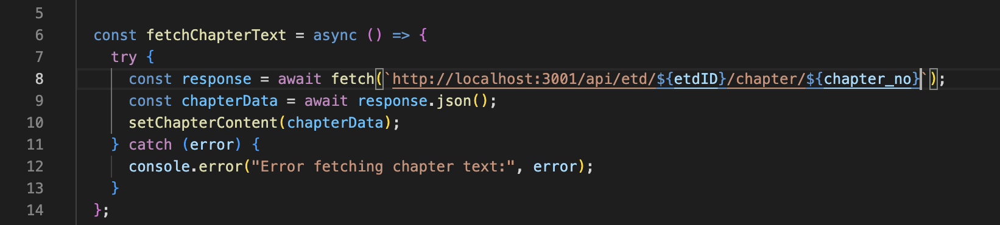 5
6 const fetchChapterText = async () => {
7 try {
8 const response = await fetch(`http://localhost:3001/api/etd/${etdID}/chapter/${chapter_no}`);
9 const chapterData = await response.json();
10 setChapterContent(chapterData);
11 } catch (error) {
12 console.error("Error fetching chapter text:", error);
13 }
14 };